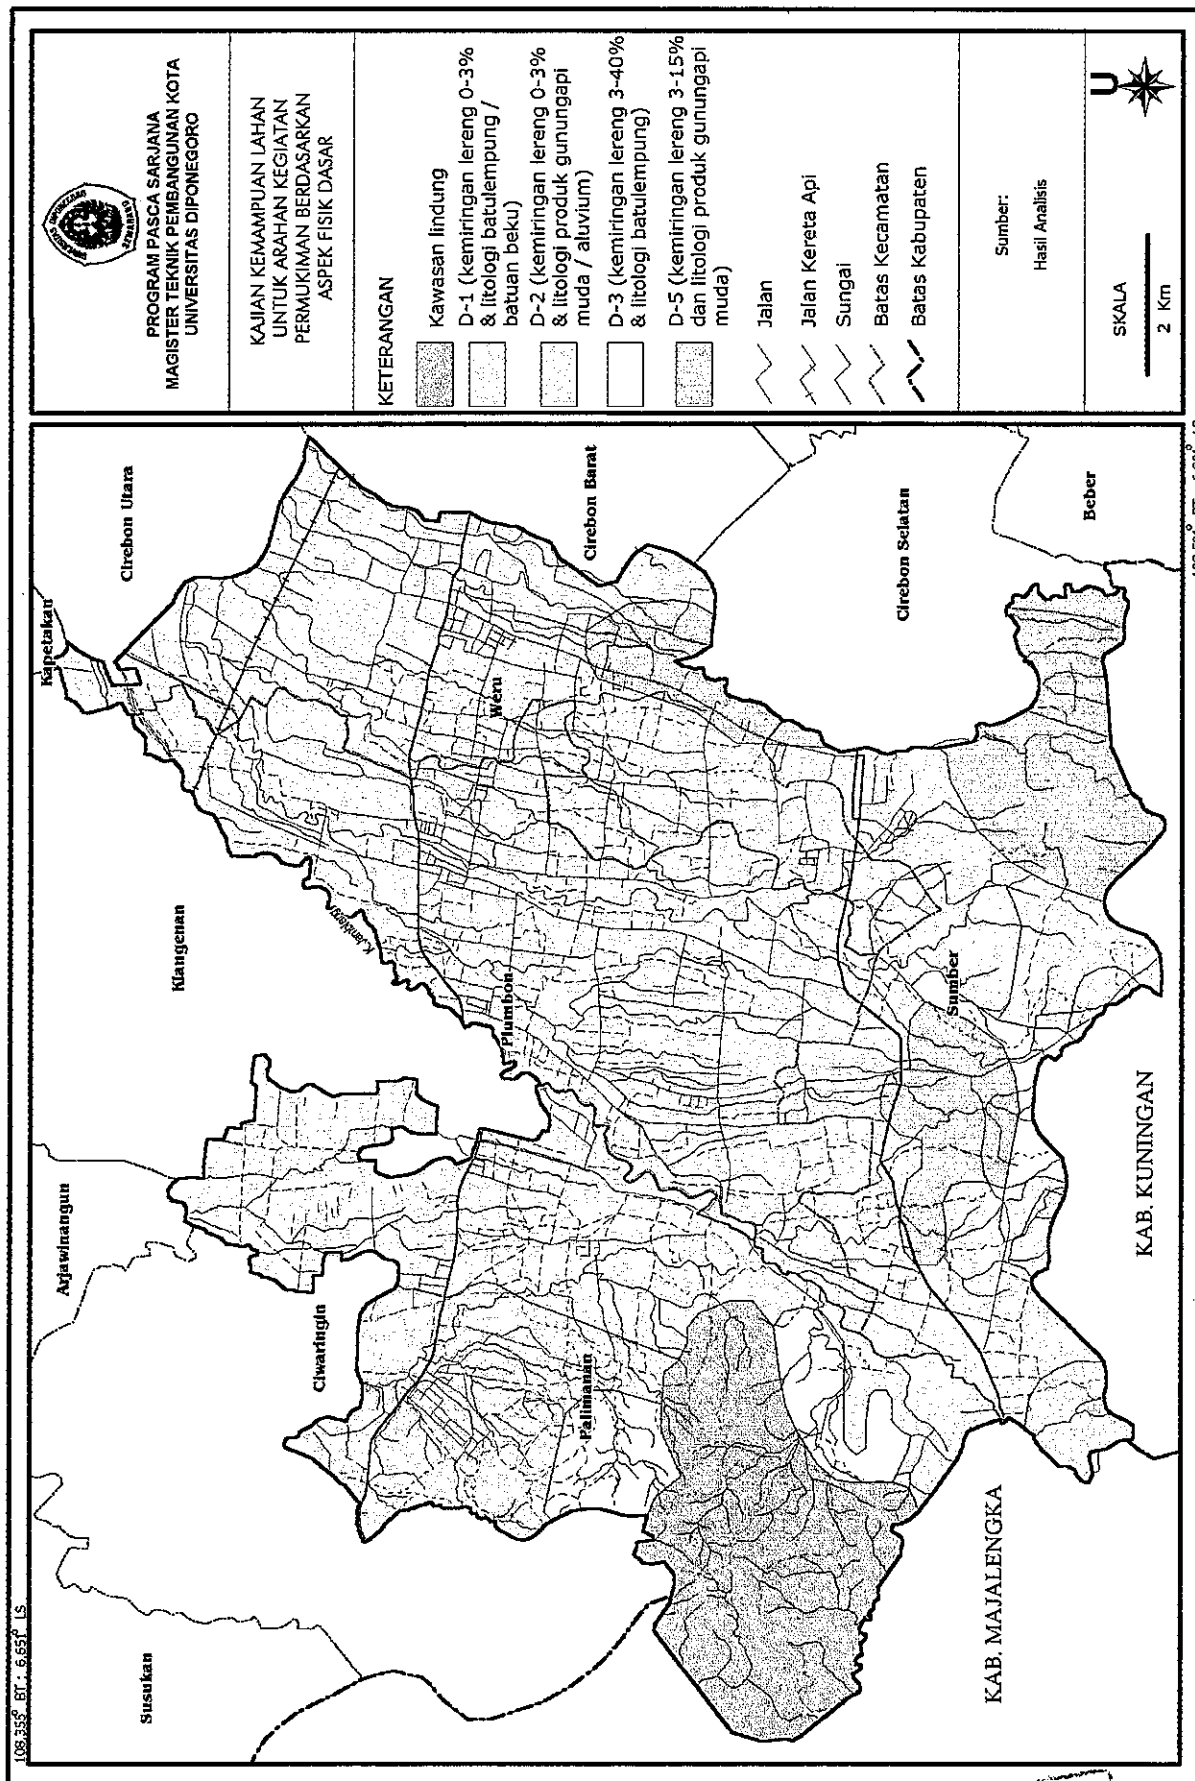 108,355° BT ; 6,651° LS
Susukan
Arjawinangun
Ciwaringin
Klangenan
Kapetakan
Cirebon Utara
K.Jamblang
Plumbon
Weru
Cirebon Barat
Palimanan
Sumber
Cirebon Selatan
Beber
KAB. MAJALENGKA
KAB. KUNINGAN
PROGRAM PASCA SARJANA
MAGISTER TEKNIK PEMBANGUNAN KOTA
UNIVERSITAS DIPONEGORO
KAJIAN KEMAMPUAN LAHAN
UNTUK ARAHAN KEGIATAN
PERMUKIMAN BERDASARKAN
ASPEK FISIK DASAR
KETERANGAN
Kawasan lindung
D-1 (kemiringan lereng 0-3%
& litologi batulempung /
batuan beku)
D-2 (kemiringan lereng 0-3%
& litologi produk gunungapi
muda / aluvium)
D-3 (kemiringan lereng 3-40%
& litologi batulempung)
D-5 (kemiringan lereng 3-15%
dan litologi produk gunungapi
muda)
Jalan
Jalan Kereta Api
Sungai
Batas Kecamatan
Batas Kabupaten
Sumber:
Hasil Analisis
SKALA
2 Km
U